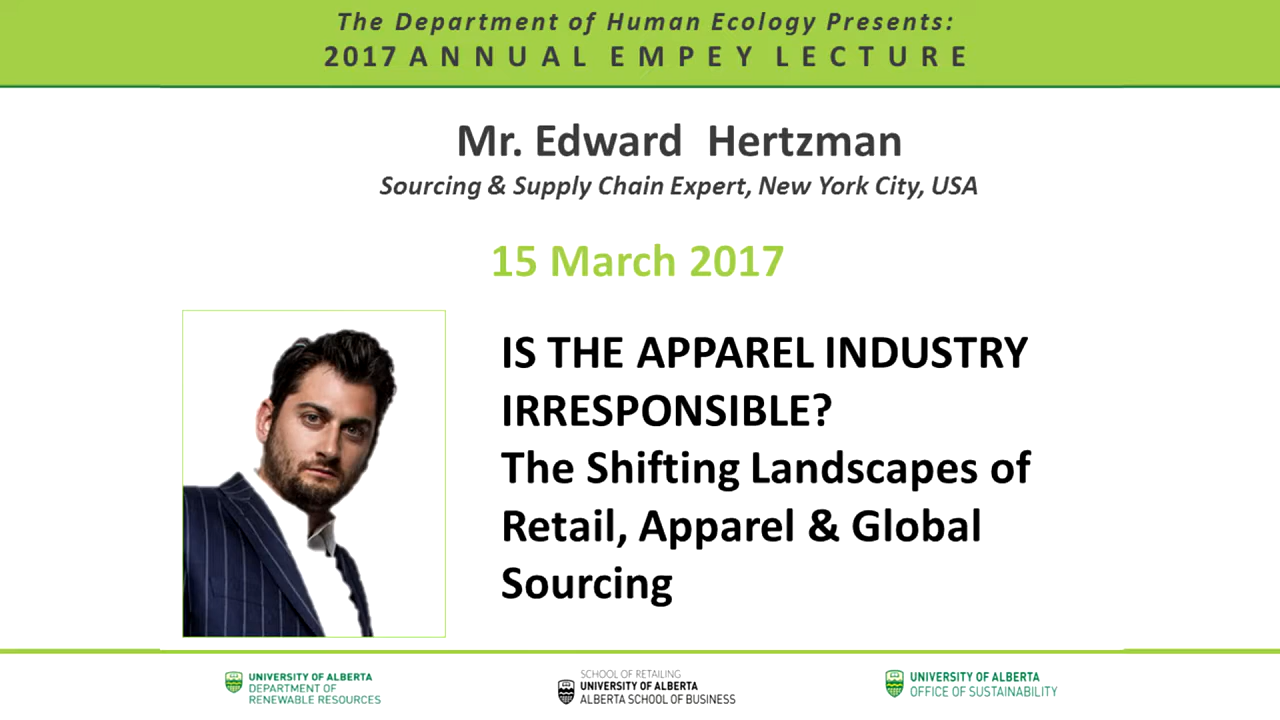 The Department of Human Ecology Presents:
2017 ANNUAL EMPEY LECTURE
Mr. Edward Hertzman
Sourcing & Supply Chain Expert, New York City, USA
15 March 2017
IS THE APPAREL INDUSTRY
IRRESPONSIBLE?
The Shifting Landscapes of
Retail, Apparel & Global
Sourcing
UNIVERSITY OF ALBERTA
DEPARTMENT OF
RENEWABLE RESOURCES
SCHOOL OF RETAILING
UNIVERSITY OF ALBERTA
ALBERTA SCHOOL OF BUSINESS
UNIVERSITY OF ALBERTA
OFFICE OF SUSTAINABILITY